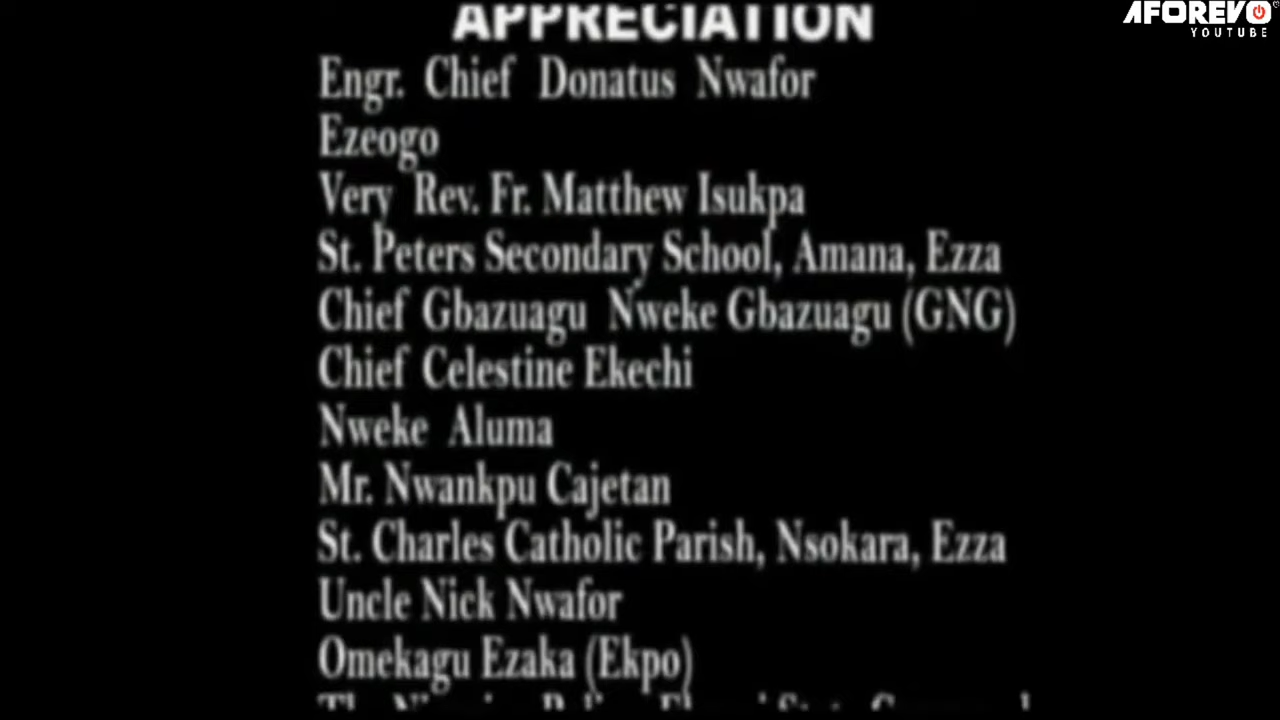 AFOREVO
YOUTUBE
APPRECIATION
Engr. Chief Donatus Nwafor
Ezeogo
Very Rev. Fr. Matthew Isukpa
St. Peters Secondary School, Amana, Ezza
Chief Gbazuagu Nweke Gbazuagu (GNG)
Chief Celestine Ekechi
Nweke Aluma
Mr. Nwankpu Cajetan
St. Charles Catholic Parish, Nsokara, Ezza
Uncle Nick Nwafor
Omekagu Ezaka (Ekpo)